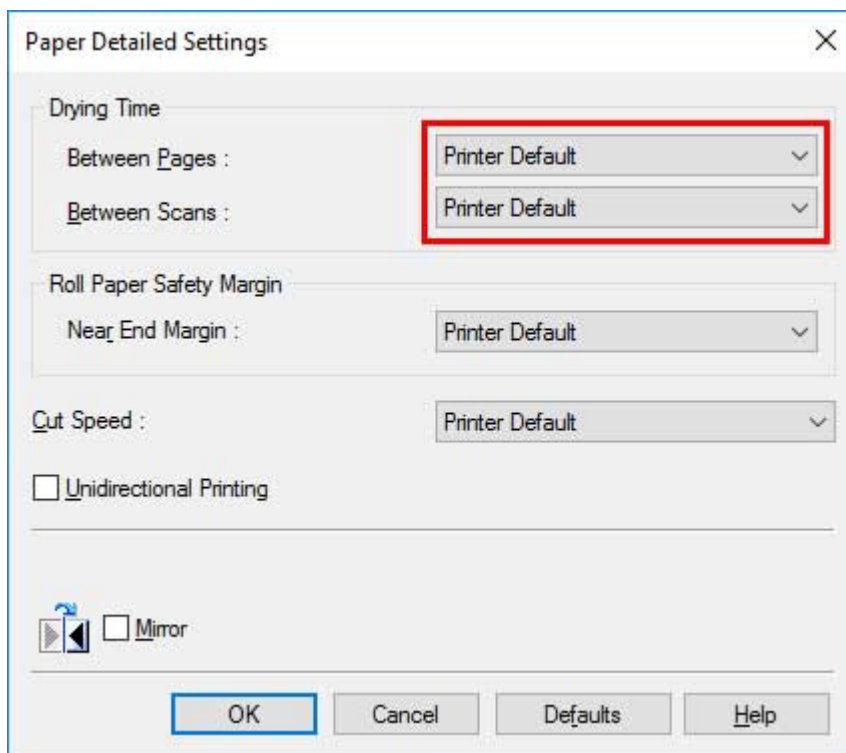 Paper Detailed Settings
Drying Time
Between Pages : Printer Default
Between Scans : Printer Default
Roll Paper Safety Margin
Near End Margin : Printer Default
Cut Speed : Printer Default
Unidirectional Printing
Mirror
OK Cancel Defaults Help